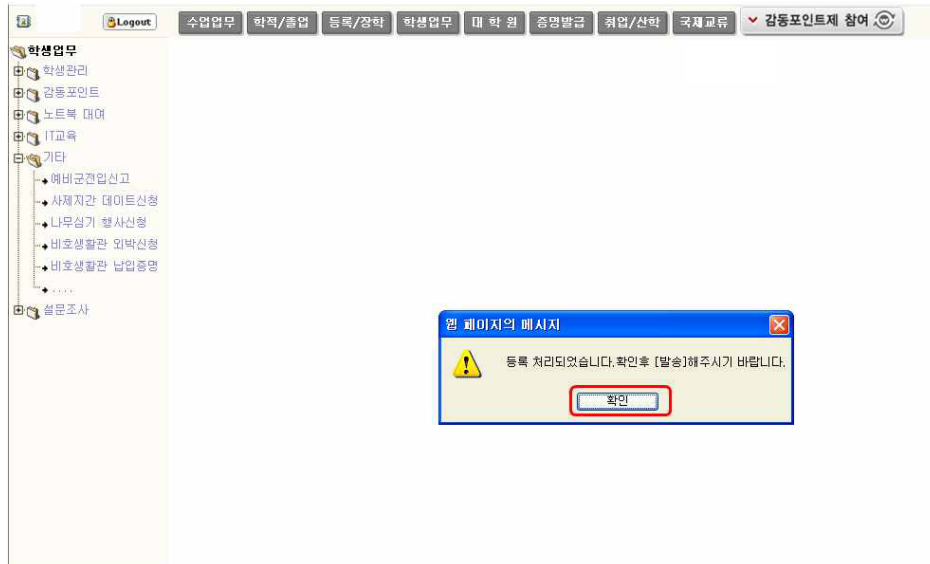 Logout
수업업무 학적/졸업 등록/장학 학생업무 대 학 원 증명발급 취업/산학 국제교류 감동포인트제 참여
학생업무
학생관리
감동포인트
노트북 대여
IT교육
기타
예비군전입신고
사제지간 데이트신청
나무심기 행사신청
비호생활관 외박신청
비호생활관 납입증명
....
설문조사
웹 페이지의 메시지
등록 처리되었습니다.확인후 [발송]해주시기 바랍니다.
확인